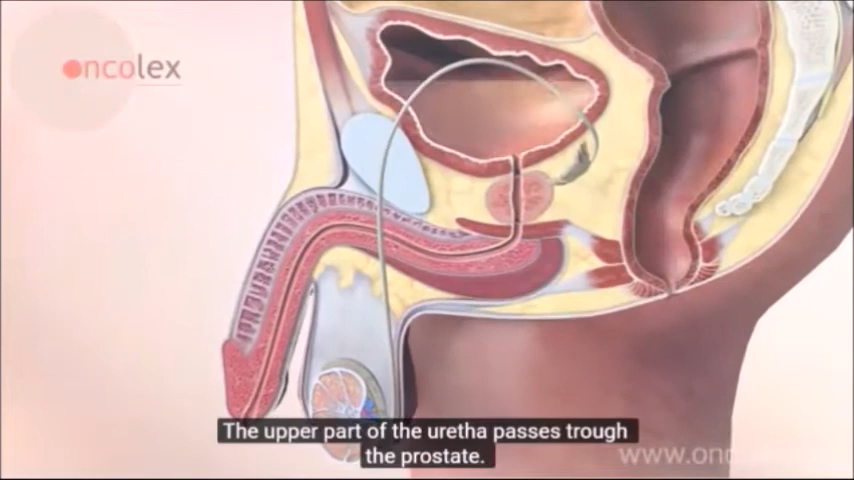 oncolex
The upper part of the uretha passes trough
the prostate.
www.onc